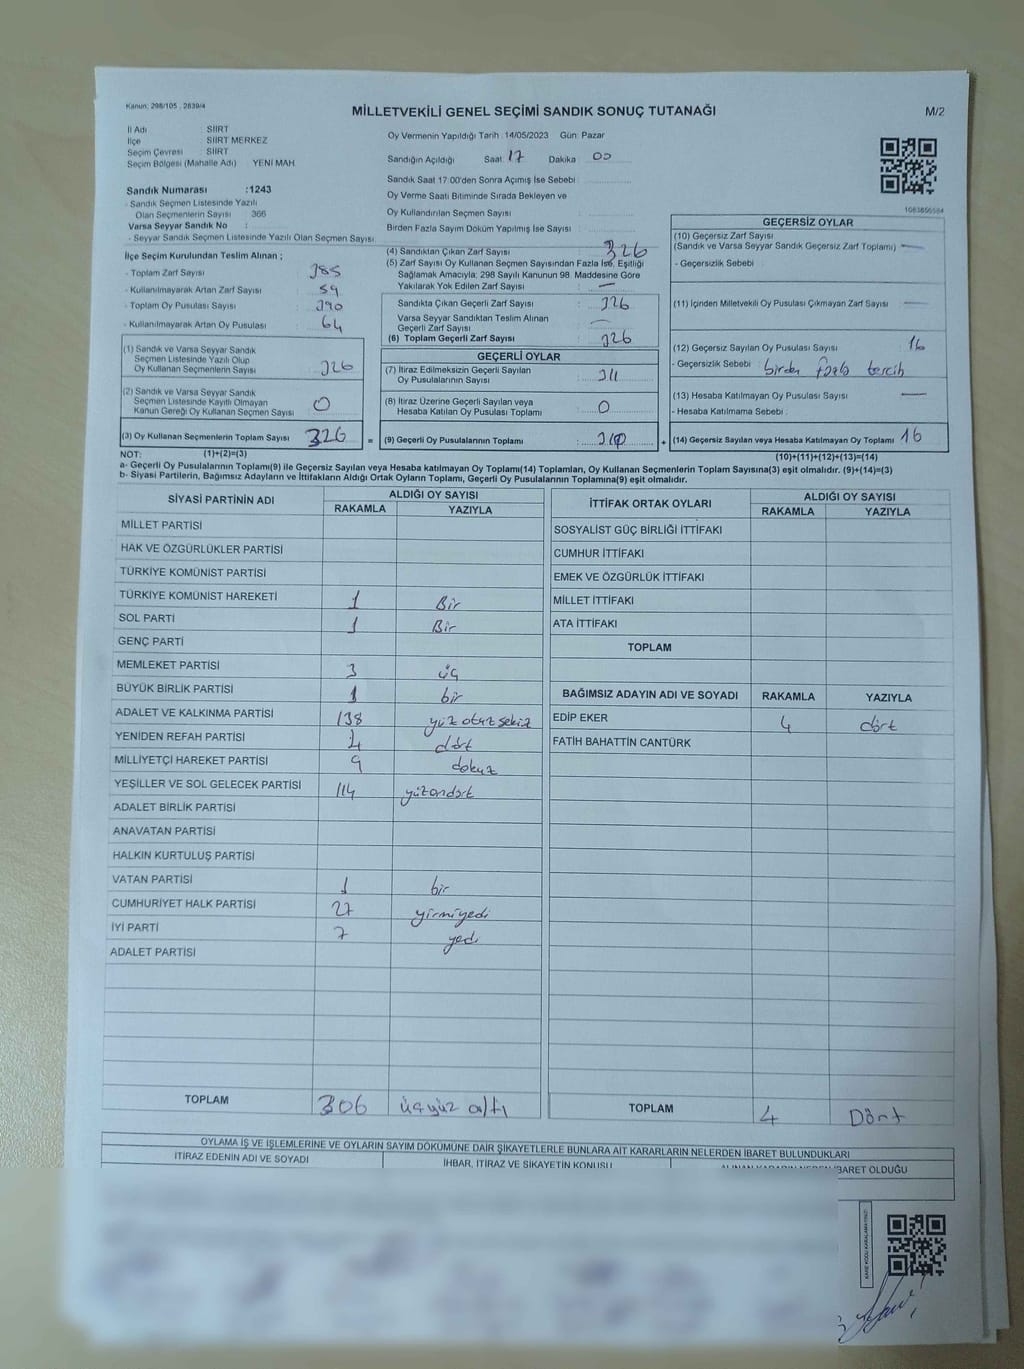 Kanun: 298/105 , 2839/4
MİLLETVEKİLİ GENEL SEÇİMİ SANDIK SONUÇ TUTANAĞI
M/2
İl Adı : SİİRT
İlçe : SİİRT MERKEZ
Seçim Çevresi : SİİRT
Seçim Bölgesi (Mahalle Adı) YENİ MAH
Sandık Numarası :1243
- Sandık Seçmen Listesinde Yazılı
Olan Seçmenlerin Sayısı 366
Varsa Seyyar Sandık No :
- Seyyar Sandık Seçmen Listesinde Yazılı Olan Seçmen Sayısı:
Oy Vermenin Yapıldığı Tarih : 14/05/2023 Gün: Pazar
Sandığın Açıldığı Saat: 17 Dakika 00
Sandık Saat 17:00'den Sonra Açımış İse Sebebi :
Oy Verme Saati Bitiminde Sırada Bekleyen ve
Oy Kullandırılan Seçmen Sayısı :
Birden Fazla Sayım Döküm Yapılmış İse Sayısı :
1083866584
İlçe Seçim Kurulundan Teslim Alınan ;
- Toplam Zarf Sayısı 385
- Kullanılmayarak Artan Zarf Sayısı : 59
- Toplam Oy Pusulası Sayısı : 390
- Kullanılmayarak Artan Oy Pusulası : 64
(1) Sandık ve Varsa Seyyar Sandık
Seçmen Listesinde Yazılı Olup
Oy Kullanan Seçmenlerin Sayısı : 326
(2) Sandık ve Varsa Seyyar Sandık
Seçmen Listesinde Kayıtlı Olmayan
Kanun Gereği Oy Kullanan Seçmen Sayısı : 0
(3) Oy Kullanan Seçmenlerin Toplam Sayısı : 326
(4) Sandıktan Çıkan Zarf Sayısı : 326
(5) Zarf Sayısı Oy Kullanan Seçmen Sayısından Fazla İse, Eşitliği
Sağlamak Amacıyla; 298 Sayılı Kanunun 98. Maddesine Göre
Yakılarak Yok Edilen Zarf Sayısı : —
Sandıkta Çıkan Geçerli Zarf Sayısı : 326
Varsa Seyyar Sandıktan Teslim Alınan
Geçerli Zarf Sayısı : —
(6) Toplam Geçerli Zarf Sayısı : 326
GEÇERLİ OYLAR
(7) İtiraz Edilmeksizin Geçerli Sayılan
Oy Pusulalarının Sayısı : 311
(8) İtiraz Üzerine Geçerli Sayılan veya
Hesaba Katılan Oy Pusulası Toplamı : 0
= (9) Geçerli Oy Pusulalarının Toplamı : 310
GEÇERSİZ OYLAR
(10) Geçersiz Zarf Sayısı
(Sandık ve Varsa Seyyar Sandık Geçersiz Zarf Toplamı) : —
- Geçersizlik Sebebi :
(11) İçinden Milletvekili Oy Pusulası Çıkmayan Zarf Sayısı : —
(12) Geçersiz Sayılan Oy Pusulası Sayısı : 16
- Geçersizlik Sebebi : birden fazla tercih
(13) Hesaba Katılmayan Oy Pusulası Sayısı : —
- Hesaba Katılmama Sebebi :
+ (14) Geçersiz Sayılan veya Hesaba Katılmayan Oy Toplamı : 16
NOT: (1)+(2)=(3)
(10)+(11)+(12)+(13)=(14)
a- Geçerli Oy Pusulalarının Toplamı(9) ile Geçersiz Sayılan veya Hesaba katılmayan Oy Toplamı(14) Toplamları, Oy Kullanan Seçmenlerin Toplam Sayısına(3) eşit olmalıdır. (9)+(14)=(3)
b- Siyasi Partilerin, Bağımsız Adayların ve İttifakların Aldığı Ortak Oyların Toplamı, Geçerli Oy Pusulalarının Toplamına(9) eşit olmalıdır.
SİYASİ PARTİNİN ADI
ALDIĞI OY SAYISI
RAKAMLA YAZIYLA
MİLLET PARTİSİ
HAK VE ÖZGÜRLÜKLER PARTİSİ
TÜRKİYE KOMÜNİST PARTİSİ
TÜRKİYE KOMÜNİST HAREKETİ 1 Bir
SOL PARTİ 1 Bir
GENÇ PARTİ
MEMLEKET PARTİSİ 3 üç
BÜYÜK BİRLİK PARTİSİ 1 bir
ADALET VE KALKINMA PARTİSİ 138 yüz otuz sekiz
YENİDEN REFAH PARTİSİ 4 dört
MİLLİYETÇİ HAREKET PARTİSİ 9 dokuz
YEŞİLLER VE SOL GELECEK PARTİSİ 114 yüzondört
ADALET BİRLİK PARTİSİ
ANAVATAN PARTİSİ
HALKIN KURTULUŞ PARTİSİ
VATAN PARTİSİ 1 bir
CUMHURİYET HALK PARTİSİ 27 yirmiyedi
İYİ PARTİ 7 yedi
ADALET PARTİSİ
TOPLAM 306 üçyüz altı
İTTİFAK ORTAK OYLARI
ALDIĞI OY SAYISI
RAKAMLA YAZIYLA
SOSYALİST GÜÇ BİRLİĞİ İTTİFAKI
CUMHUR İTTİFAKI
EMEK VE ÖZGÜRLÜK İTTİFAKI
MİLLET İTTİFAKI
ATA İTTİFAKI
TOPLAM
BAĞIMSIZ ADAYIN ADI VE SOYADI RAKAMLA YAZIYLA
EDİP EKER 4 dört
FATİH BAHATTİN CANTÜRK
TOPLAM 4 Dört
OYLAMA İŞ VE İŞLEMLERİNE VE OYLARIN SAYIM DÖKÜMÜNE DAİR ŞİKAYETLERLE BUNLARA AİT KARARLARIN NELERDEN İBARET BULUNDUKLARI
İTİRAZ EDENİN ADI VE SOYADI
İHBAR, İTİRAZ VE ŞİKAYETİN KONUSU
ALINAN KARARIN NEDEN İBARET OLDUĞU